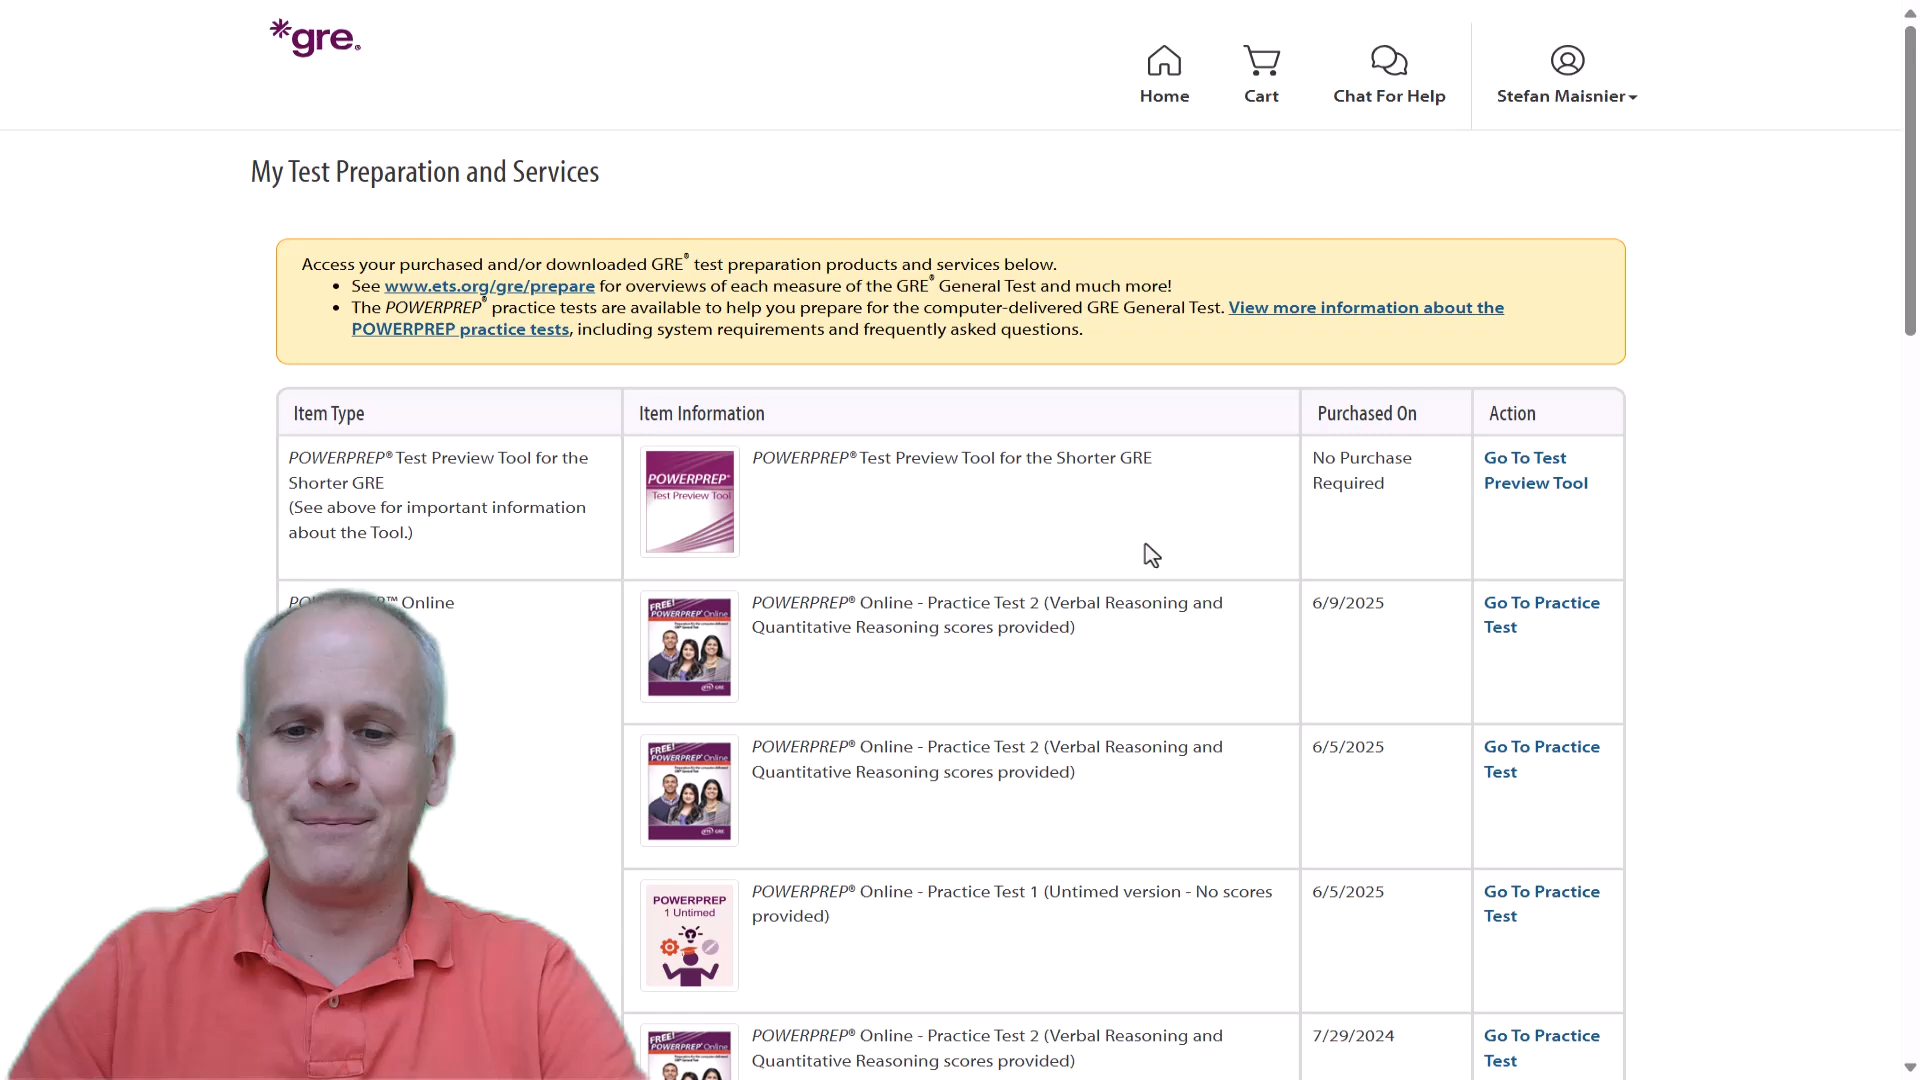 *gre.
Home
Cart
Chat For Help
Stefan Maisnier
My Test Preparation and Services
Access your purchased and/or downloaded GRE® test preparation products and services below.
• See www.ets.org/gre/prepare for overviews of each measure of the GRE® General Test and much more!
• The POWERPREP® practice tests are available to help you prepare for the computer-delivered GRE General Test. View more information about the
POWERPREP practice tests, including system requirements and frequently asked questions.
Item Type
Item Information
Purchased On
Action
POWERPREP® Test Preview Tool for the
Shorter GRE
(See above for important information
about the Tool.)
POWERPREP®
Test Preview Tool
POWERPREP® Test Preview Tool for the Shorter GRE
No Purchase
Required
Go To Test
Preview Tool
Online
FREE!
POWERPREP Online
ETS GRE
POWERPREP® Online - Practice Test 2 (Verbal Reasoning and
Quantitative Reasoning scores provided)
6/9/2025
Go To Practice
Test
FREE!
POWERPREP Online
ETS GRE
POWERPREP® Online - Practice Test 2 (Verbal Reasoning and
Quantitative Reasoning scores provided)
6/5/2025
Go To Practice
Test
POWERPREP
1 Untimed
POWERPREP® Online - Practice Test 1 (Untimed version - No scores
provided)
6/5/2025
Go To Practice
Test
FREE!
POWERPREP Online
POWERPREP® Online - Practice Test 2 (Verbal Reasoning and
Quantitative Reasoning scores provided)
7/29/2024
Go To Practice
Test